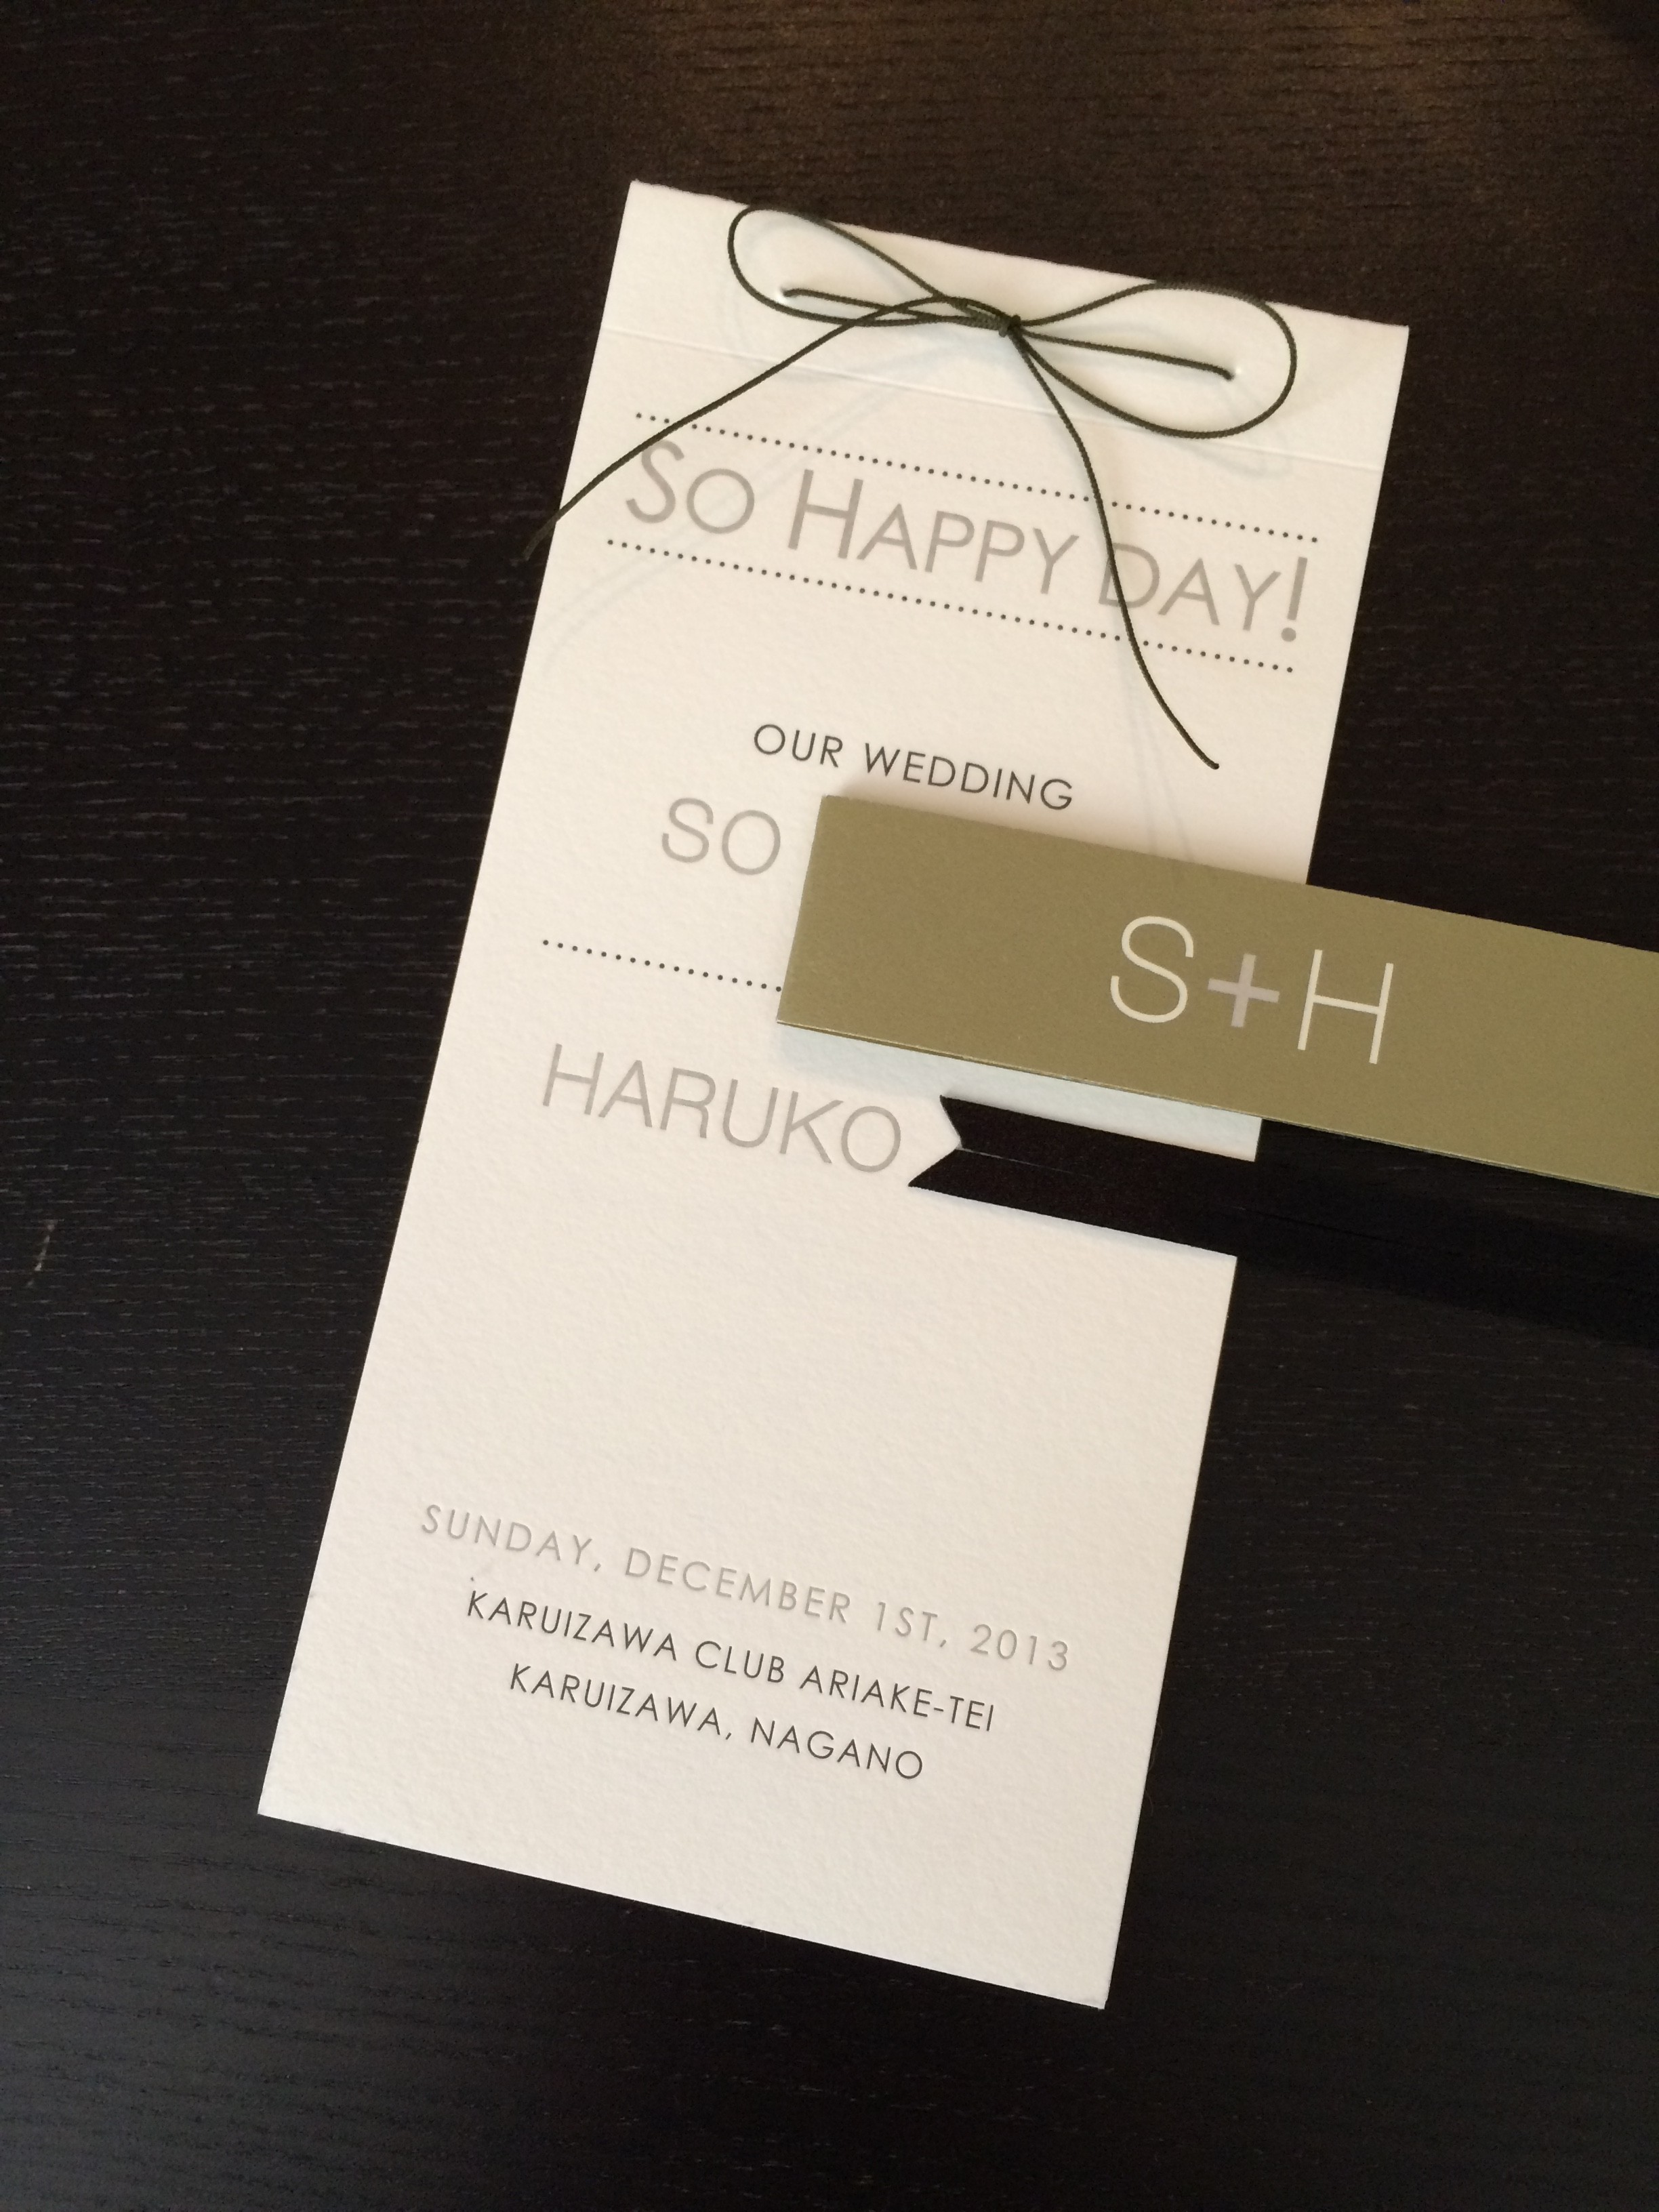 So Happy day!
OUR WEDDING
SO
S+H
HARUKO
SUNDAY, DECEMBER 1ST, 2013
KARUIZAWA CLUB ARIAKE-TEI
KARUIZAWA, NAGANO